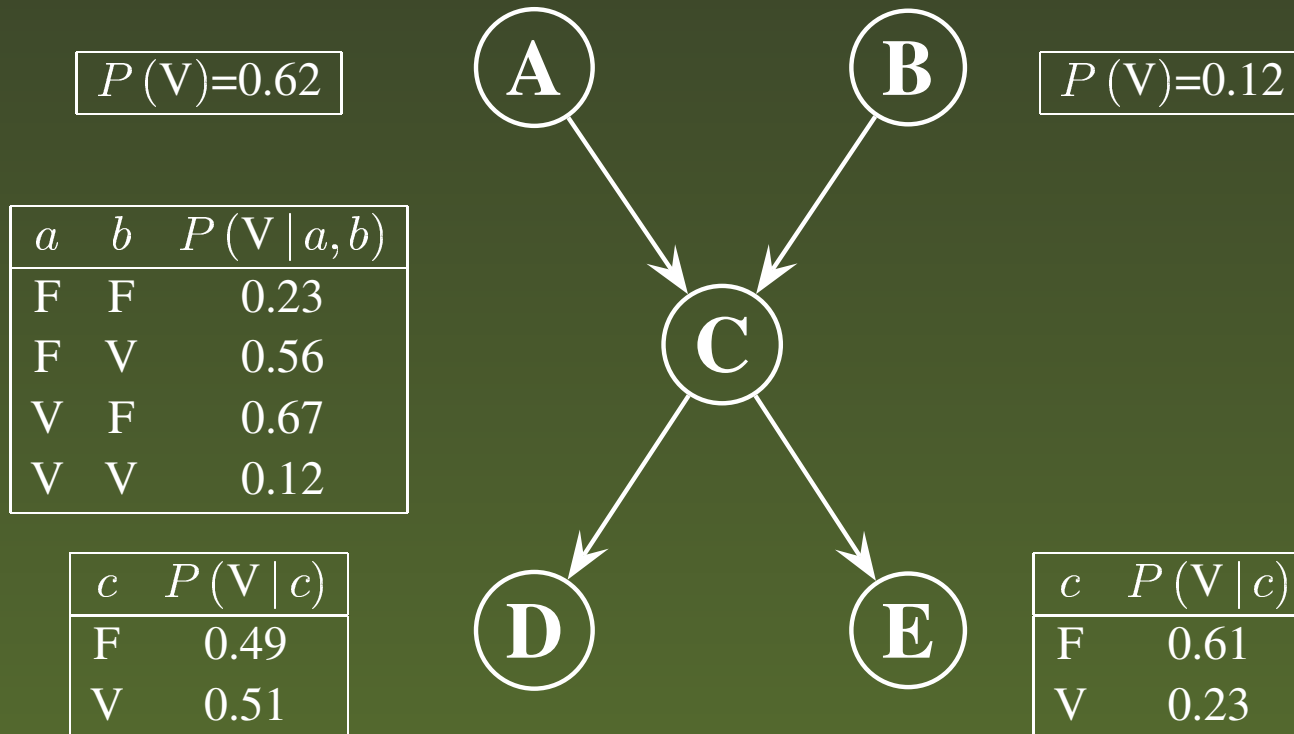 A
B
P (V)=0.62
P (V)=0.12
a b P (V | a, b)
F F 0.23
F V 0.56
V F 0.67
V V 0.12
C
c P (V | c)
F 0.49
V 0.51
D
E
c P (V | c)
F 0.61
V 0.23